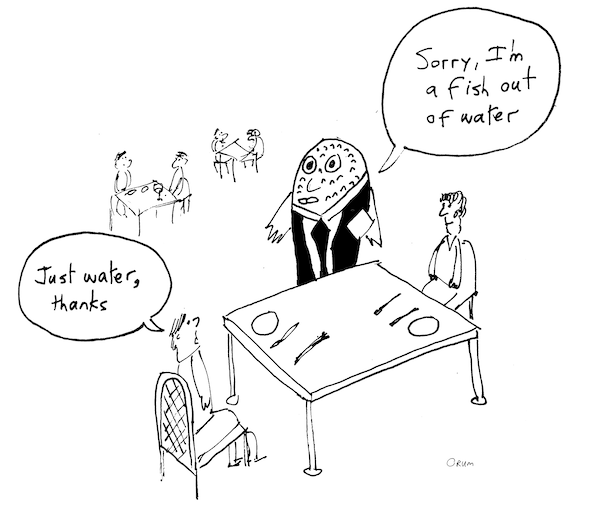 Just water,
thanks
Sorry, I'm
a fish out
of water
ORUM